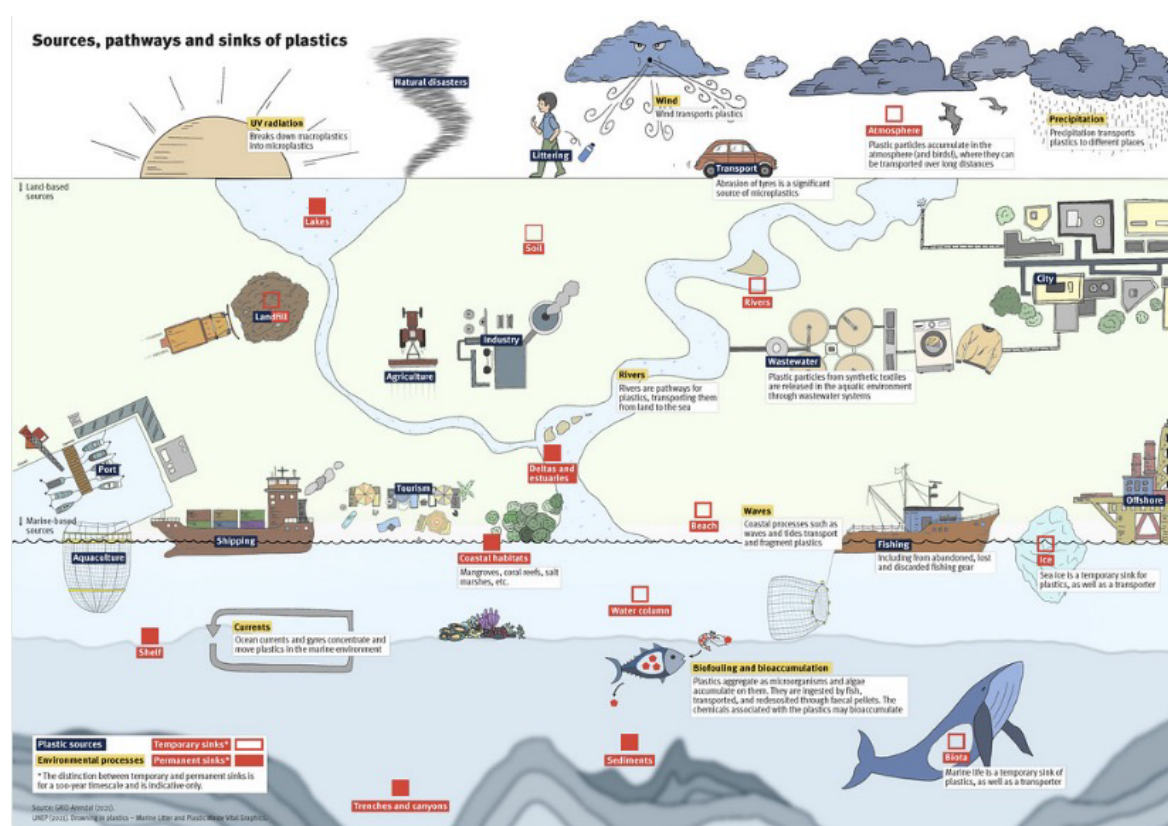 Sources, pathways and sinks of plastics
Natural disasters
UV radiation
Breaks down macroplastics
into microplastics
Littering
Wind
Wind transports plastics
Transport
Abrasion of tyres is a significant
source of microplastics
Atmosphere
Plastic particles accumulate in the
atmosphere (and birds!), where they can
be transported over long distances
Precipitation
Precipitation transports
plastics to different places
Land-based
sources
Lakes
Soil
Rivers
City
Landfill
Agriculture
Industry
Rivers
Rivers are pathways for
plastics, transporting them
from land to the sea
Wastewater
Plastic particles from synthetic textiles
are released in the aquatic environment
through wastewater systems
Port
Deltas and
estuaries
Tourism
Marine-based
sources
Shipping
Aquaculture
Coastal habitats
Mangroves, coral reefs, salt
marshes, etc.
Beach
Waves
Coastal processes such as
waves and tides transport
and fragment plastics
Fishing
Including from abandoned, lost
and discarded fishing gear
Offshore
Ice
Sea ice is a temporary sink for
plastics, as well as a transporter
Water column
Shelf
Currents
Ocean currents and gyres concentrate and
move plastics in the marine environment
Biofouling and bioaccumulation
Plastics aggregate as microorganisms and algae
accumulate on them. They are ingested by fish,
transported, and redeposited through faecal pellets. The
chemicals associated with the plastics may bioaccumulate
Sediments
Biota
Marine life is a temporary sink of
plastics, as well as a transporter
Trenches and canyons
Plastic sources
Temporary sinks*
Environmental processes
Permanent sinks*
* The distinction between temporary and permanent sinks is
for a 100-year timescale and is indicative only.
Source: GRID-Arendal (2021).
UNEP (2021). Drowning in plastics – Marine Litter and Plastic Waste Vital Graphics.